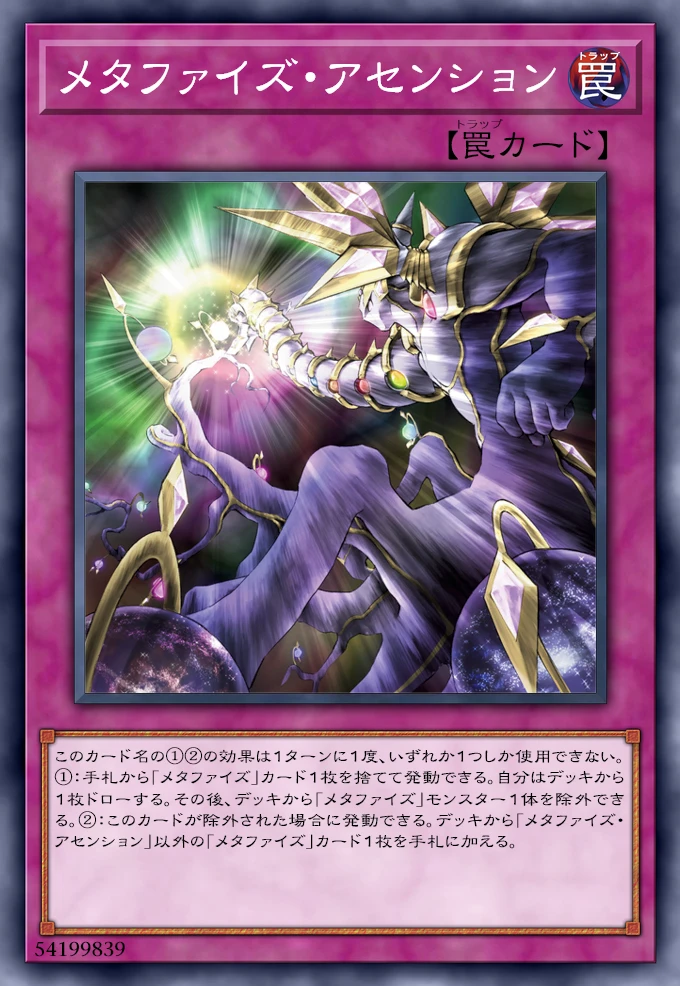 メタファイズ・アセンション
トラップ
罠
トラップ
【罠カード】
このカード名の①②の効果は1ターンに1度、いずれか1つしか使用できない。
①:手札から「メタファイズ」カード1枚を捨てて発動できる。自分はデッキから
1枚ドローする。その後、デッキから「メタファイズ」モンスター1体を除外でき
る。②:このカードが除外された場合に発動できる。デッキから「メタファイズ・
アセンション」以外の「メタファイズ」カード1枚を手札に加える。
54199839